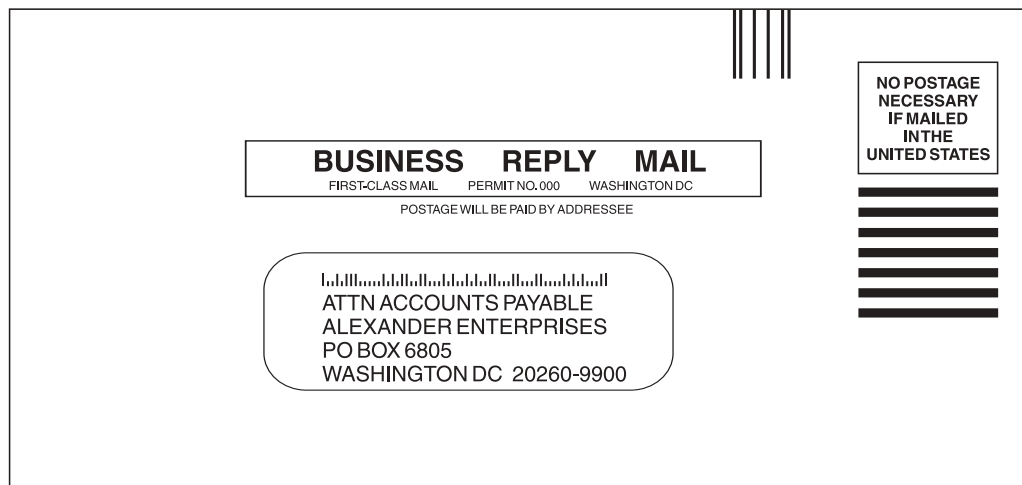 NO POSTAGE
NECESSARY
IF MAILED
IN THE
UNITED STATES
BUSINESS REPLY MAIL
FIRST-CLASS MAIL PERMIT NO. 000 WASHINGTON DC
POSTAGE WILL BE PAID BY ADDRESSEE
ATTN ACCOUNTS PAYABLE
ALEXANDER ENTERPRISES
PO BOX 6805
WASHINGTON DC 20260-9900